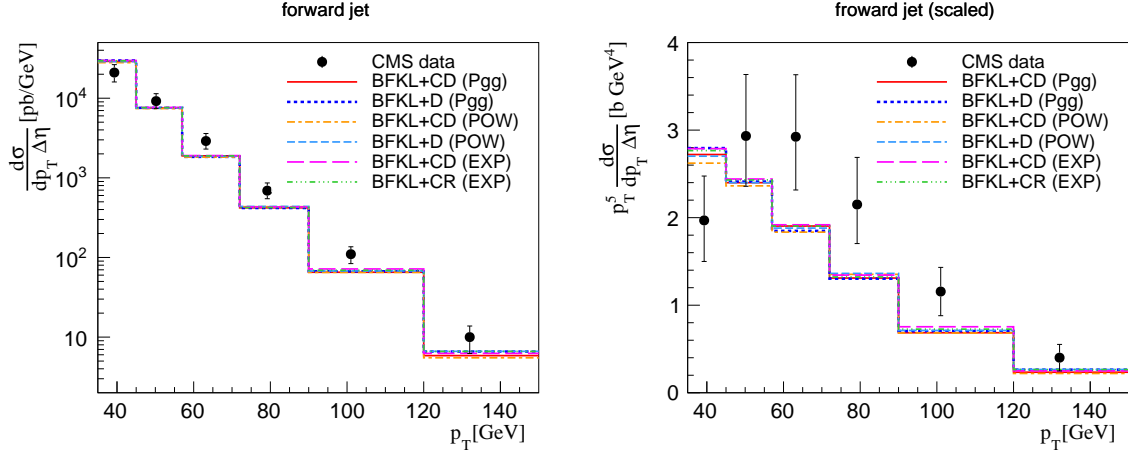 forward jet
dσ
dp_T Δη [pb/GeV]
10^4
10^3
10^2
10
40 60 80 100 120 140
p_T [GeV]
CMS data
BFKL+CD (Pgg)
BFKL+D (Pgg)
BFKL+CD (POW)
BFKL+D (POW)
BFKL+CD (EXP)
BFKL+CR (EXP)
froward jet (scaled)
p_T^5 dσ
dp_T Δη [b GeV^4]
4
3
2
1
0
40 60 80 100 120 140
p_T [GeV]
CMS data
BFKL+CD (Pgg)
BFKL+D (Pgg)
BFKL+CD (POW)
BFKL+D (POW)
BFKL+CD (EXP)
BFKL+CR (EXP)